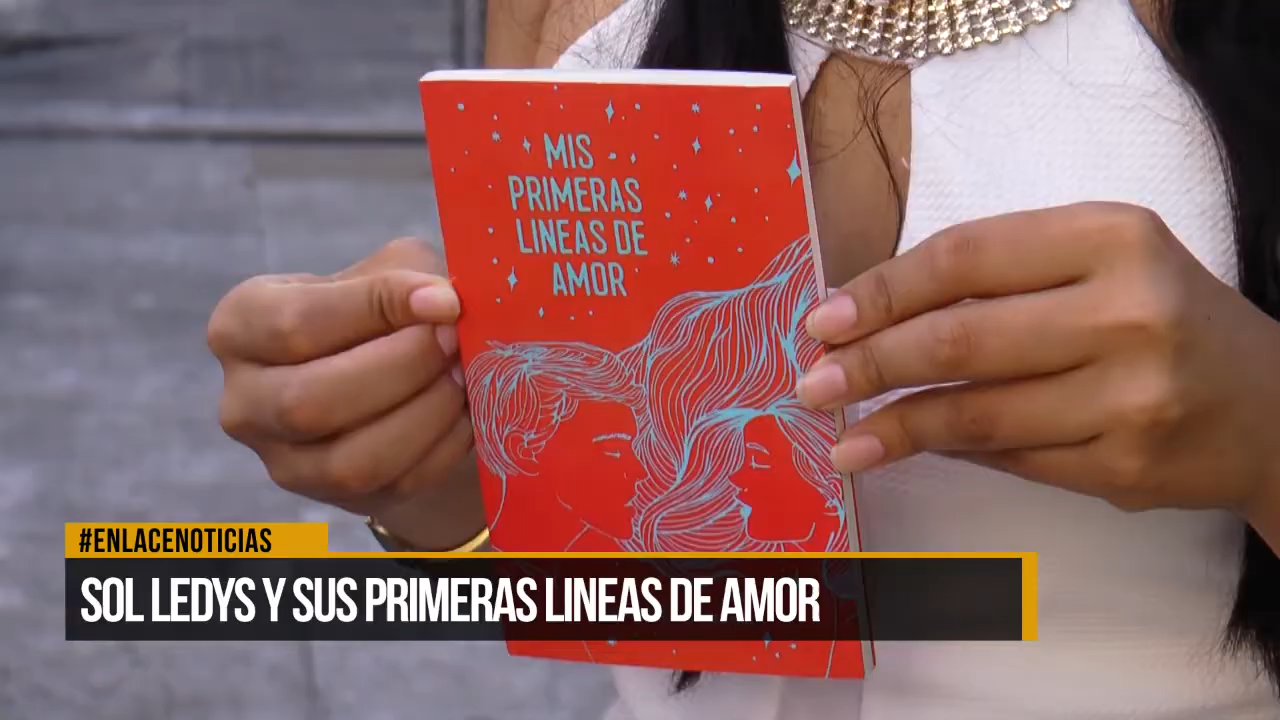 MIS
PRIMERAS
LINEAS DE
AMOR
#ENLACENOTICIAS
SOL LEDYS Y SUS PRIMERAS LINEAS DE AMOR